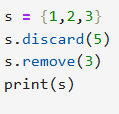 s = {1,2,3}
s.discard(5)
s.remove(3)
print(s)